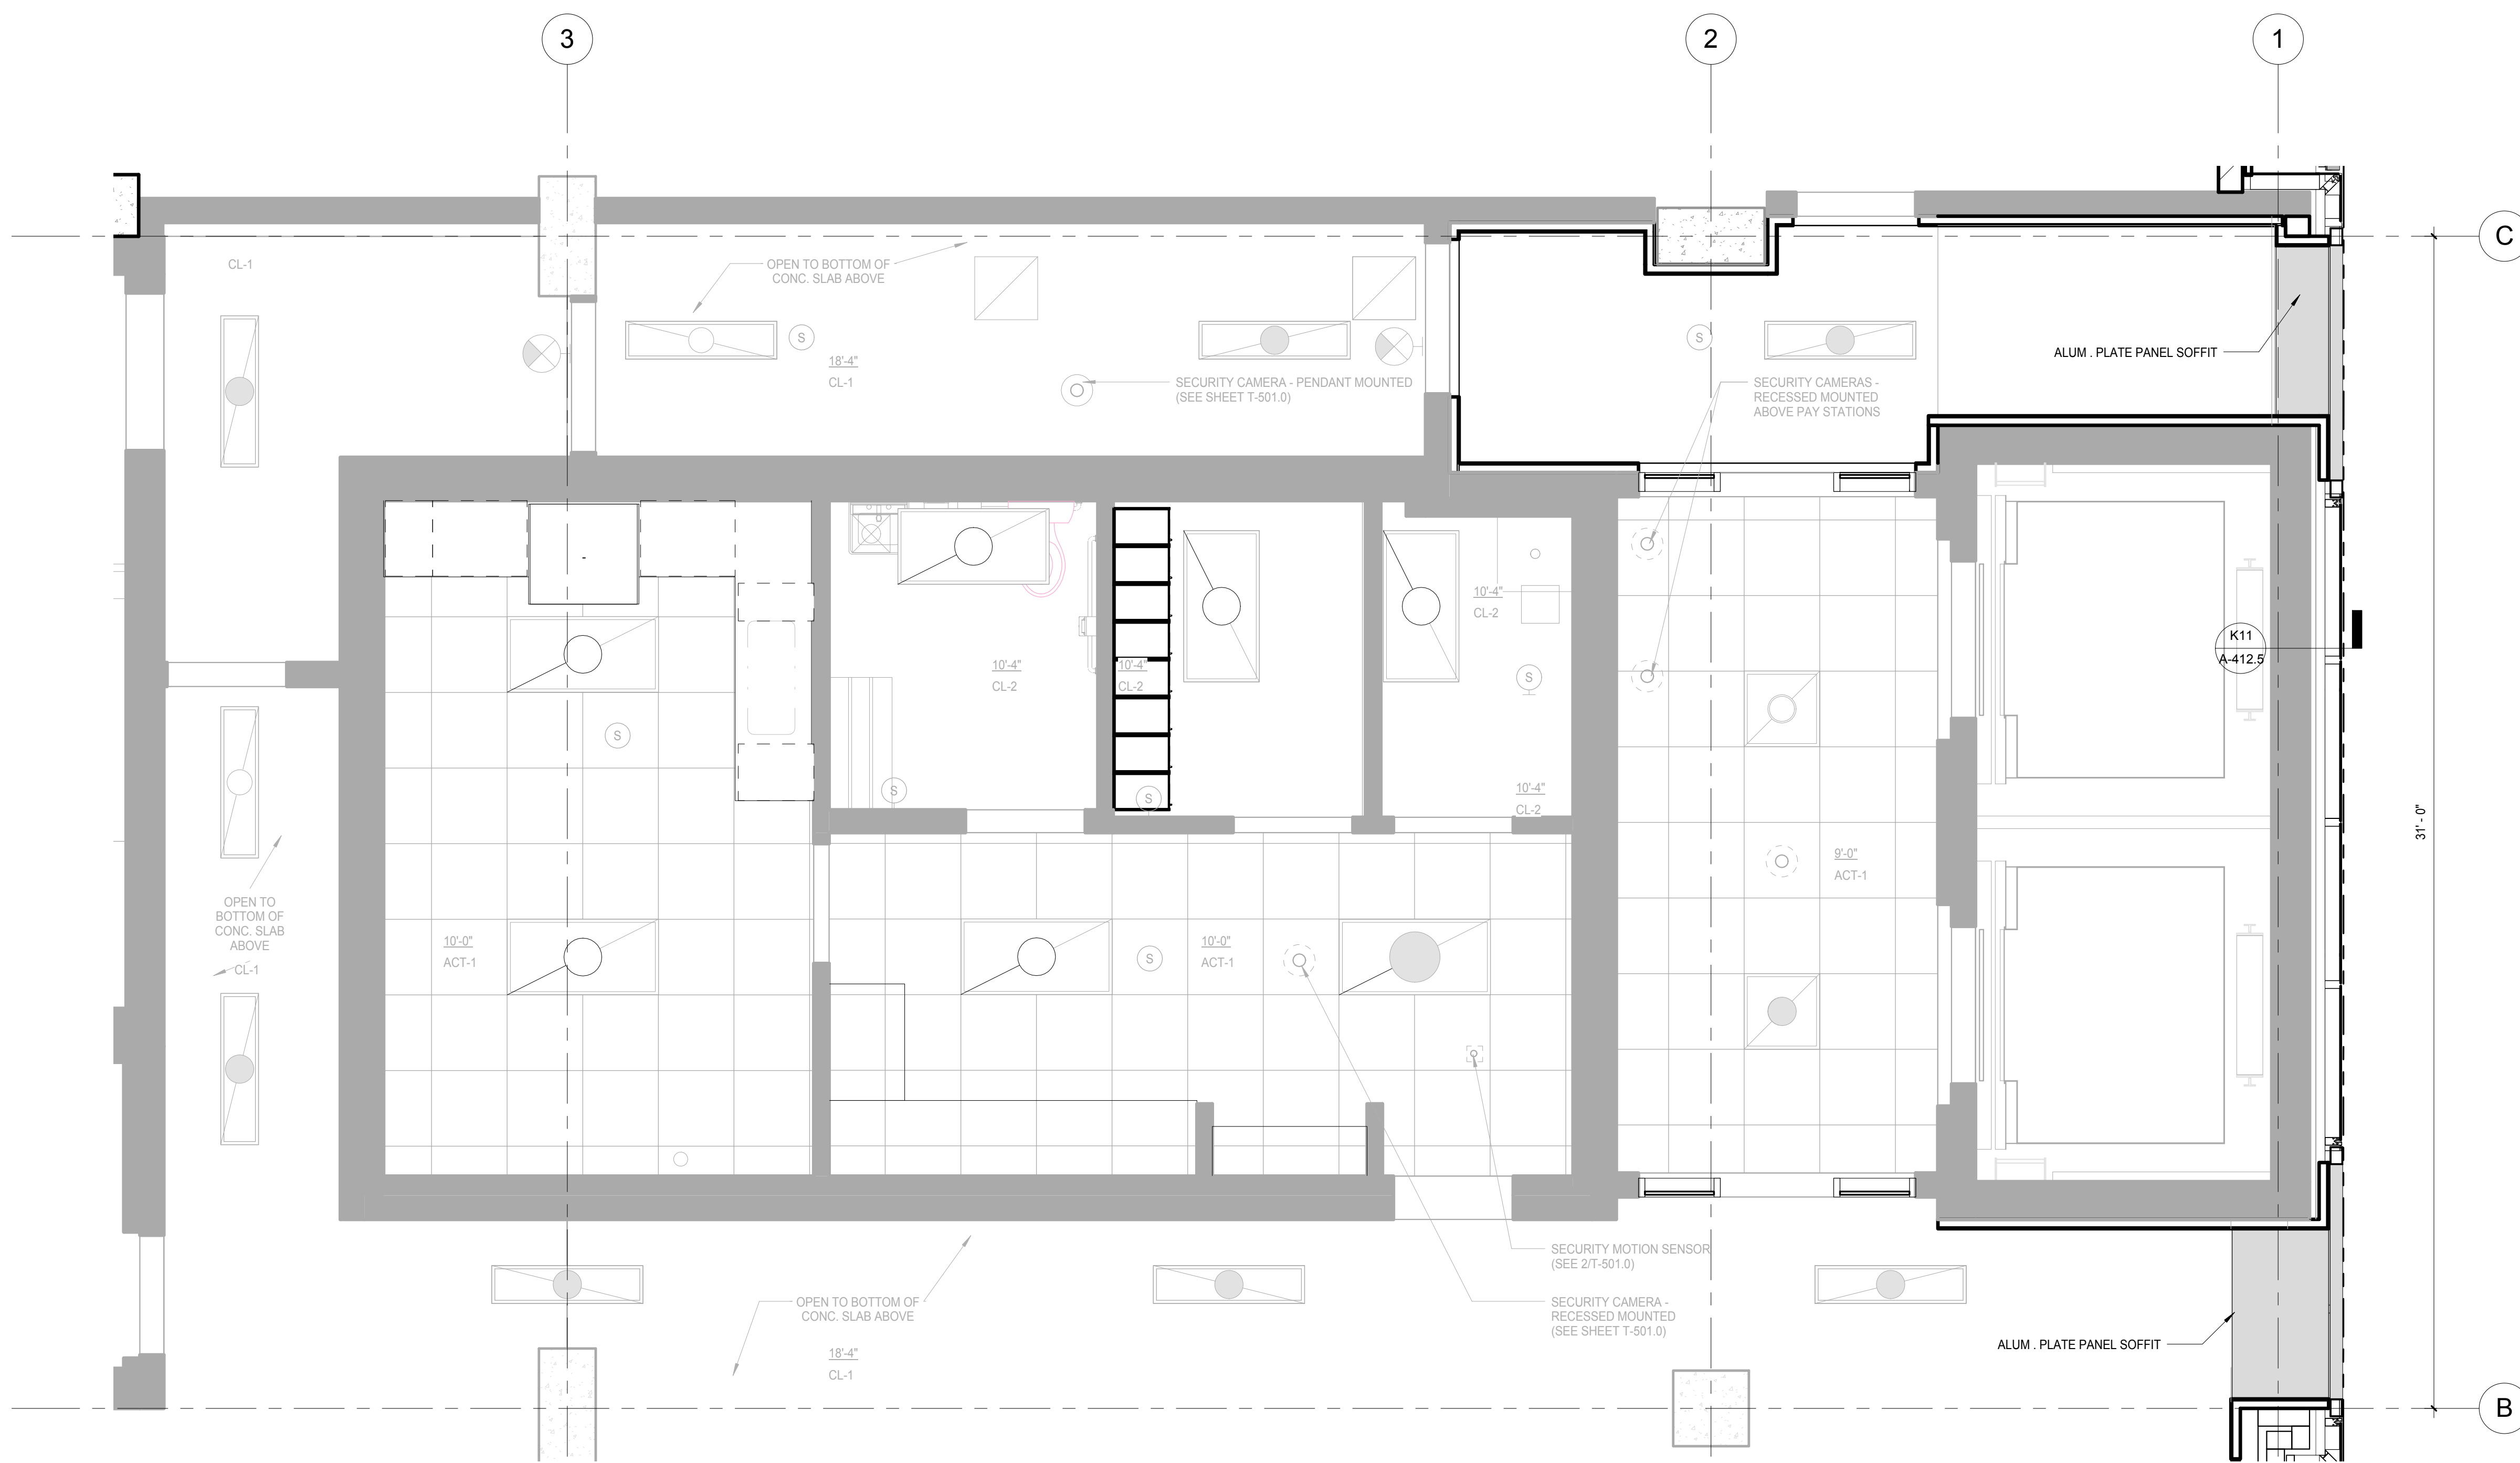 3
2
1
C
CL-1
OPEN TO BOTTOM OF
CONC. SLAB ABOVE
S
18'-4"
CL-1
SECURITY CAMERA - PENDANT MOUNTED
(SEE SHEET T-501.0)
S
SECURITY CAMERAS -
RECESSED MOUNTED
ABOVE PAY STATIONS
ALUM . PLATE PANEL SOFFIT
10'-4"
CL-2
K11
A-412.5
10'-4"
CL-2
10'-4"
CL-2
S
S
S
S
10'-4"
CL-2
31' - 0"
9'-0"
ACT-1
OPEN TO
BOTTOM OF
CONC. SLAB
ABOVE
CL-1
10'-0"
ACT-1
S
10'-0"
ACT-1
SECURITY MOTION SENSOR
(SEE 2/T-501.0)
OPEN TO BOTTOM OF
CONC. SLAB ABOVE
SECURITY CAMERA -
RECESSED MOUNTED
(SEE SHEET T-501.0)
18'-4"
CL-1
ALUM . PLATE PANEL SOFFIT
B